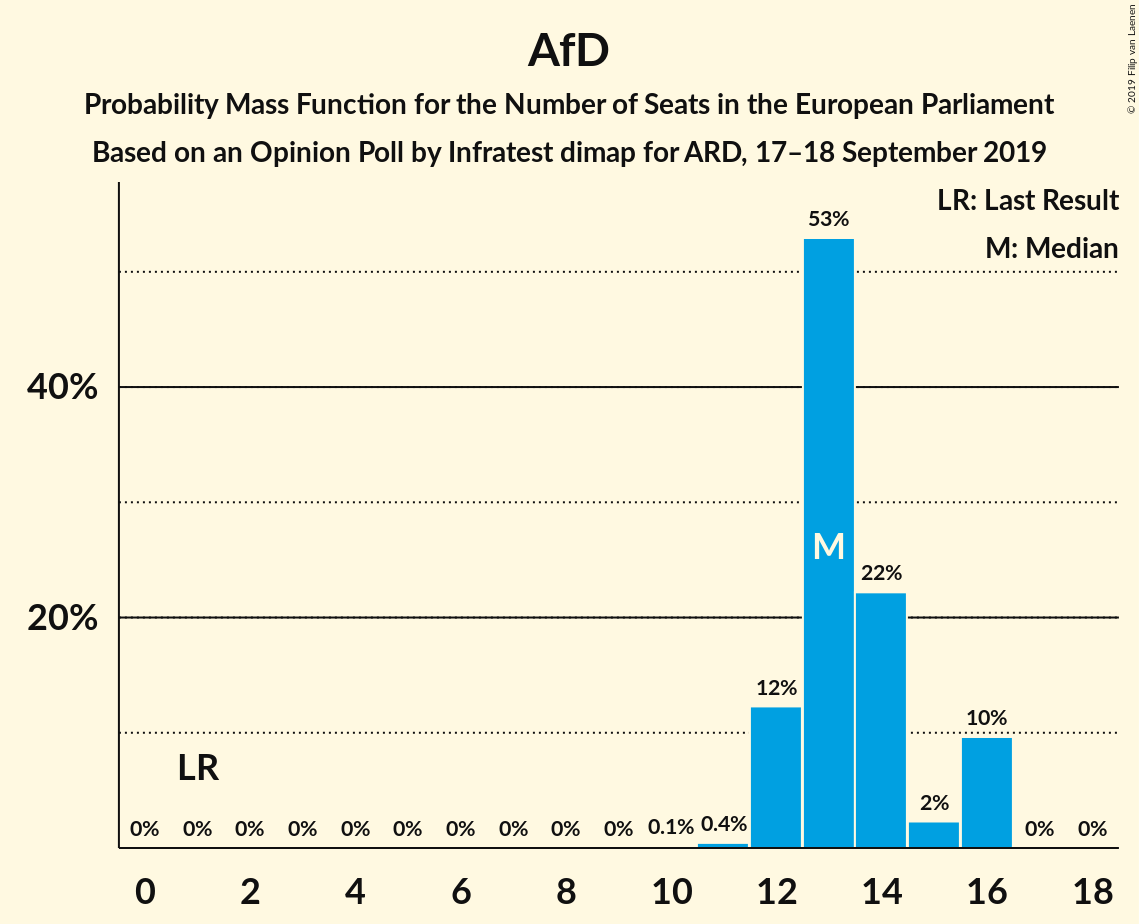 AfD
Probability Mass Function for the Number of Seats in the European Parliament
Based on an Opinion Poll by Infratest dimap for ARD, 17–18 September 2019
© 2019 Filip van Laenen
LR: Last Result
M: Median
53%
40%
M
22%
20%
12%
10%
LR
2%
0% 0% 0% 0% 0% 0% 0% 0% 0% 0% 0.1% 0.4% 0% 0%
0 2 4 6 8 10 12 14 16 18